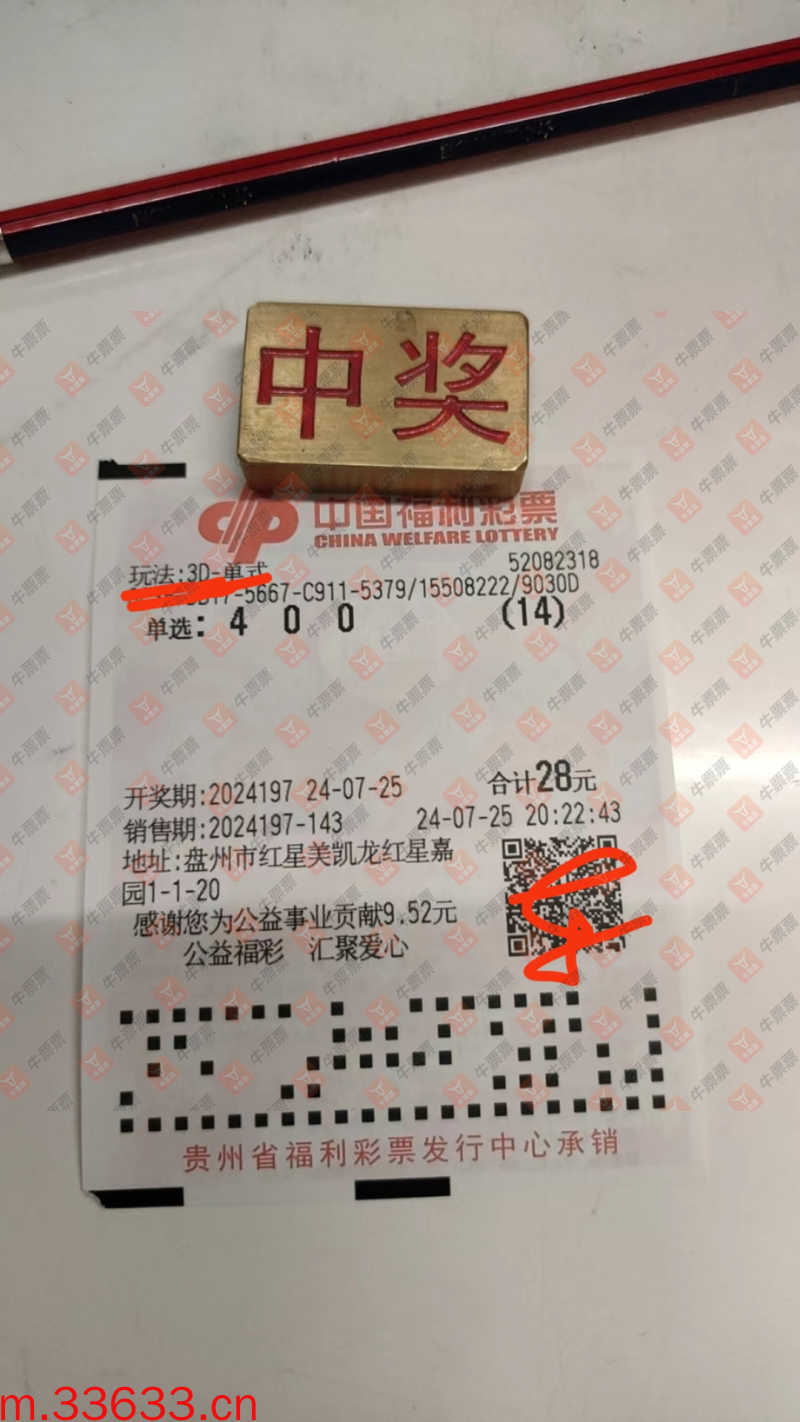 中奖
中国福利彩票
CHINA WELFARE LOTTERY
玩法:3D-单式 52082318
-5667-C911-5379/15508222/9030D
单选: 4 0 0 (14)
开奖期:2024197 24-07-25 合计28元
销售期:2024197-143 24-07-25 20:22:43
地址:盘州市红星美凯龙红星嘉
园1-1-20
感谢您为公益事业贡献9.52元
公益福彩 汇聚爱心
贵州省福利彩票发行中心承销
牛票票
m.33633.cn